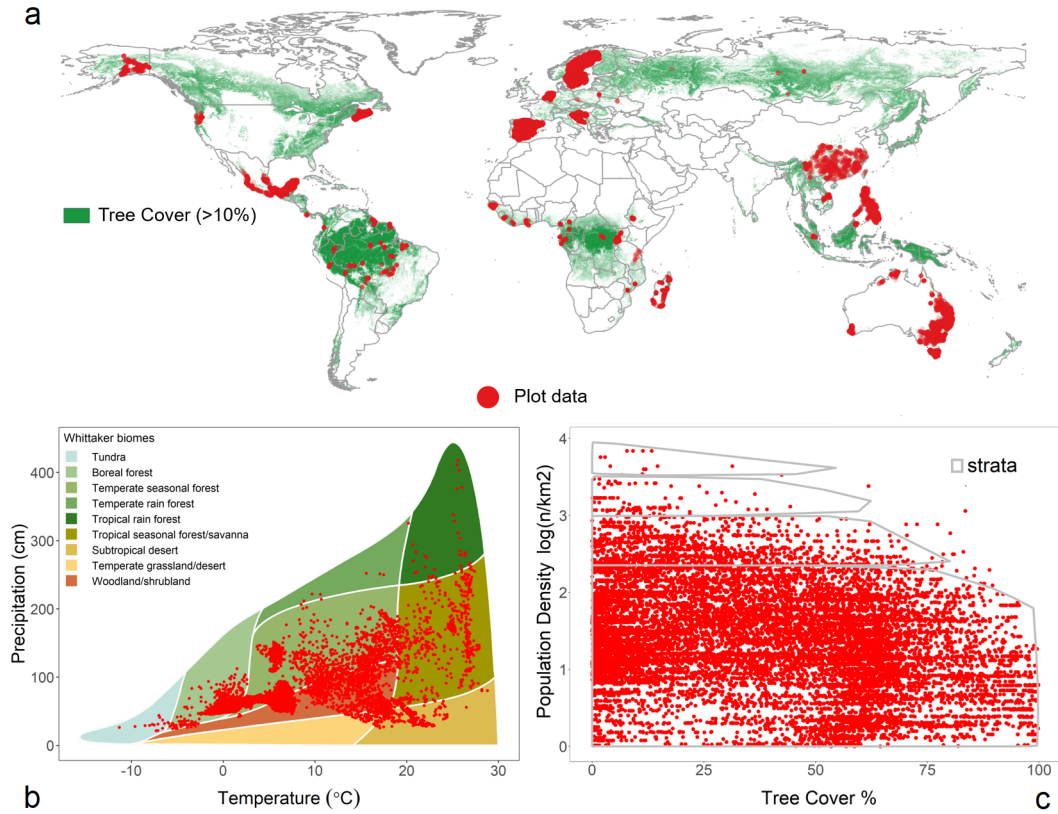 a
Tree Cover (>10%)
Plot data
Whittaker biomes
Tundra
Boreal forest
Temperate seasonal forest
Temperate rain forest
Tropical rain forest
Tropical seasonal forest/savanna
Subtropical desert
Temperate grassland/desert
Woodland/shrubland
Precipitation (cm)
400
300
200
100
0
-10
0
10
20
30
Temperature (°C)
b
strata
Population Density log(n/km2)
4
3
2
1
0
0
25
50
75
100
Tree Cover %
c